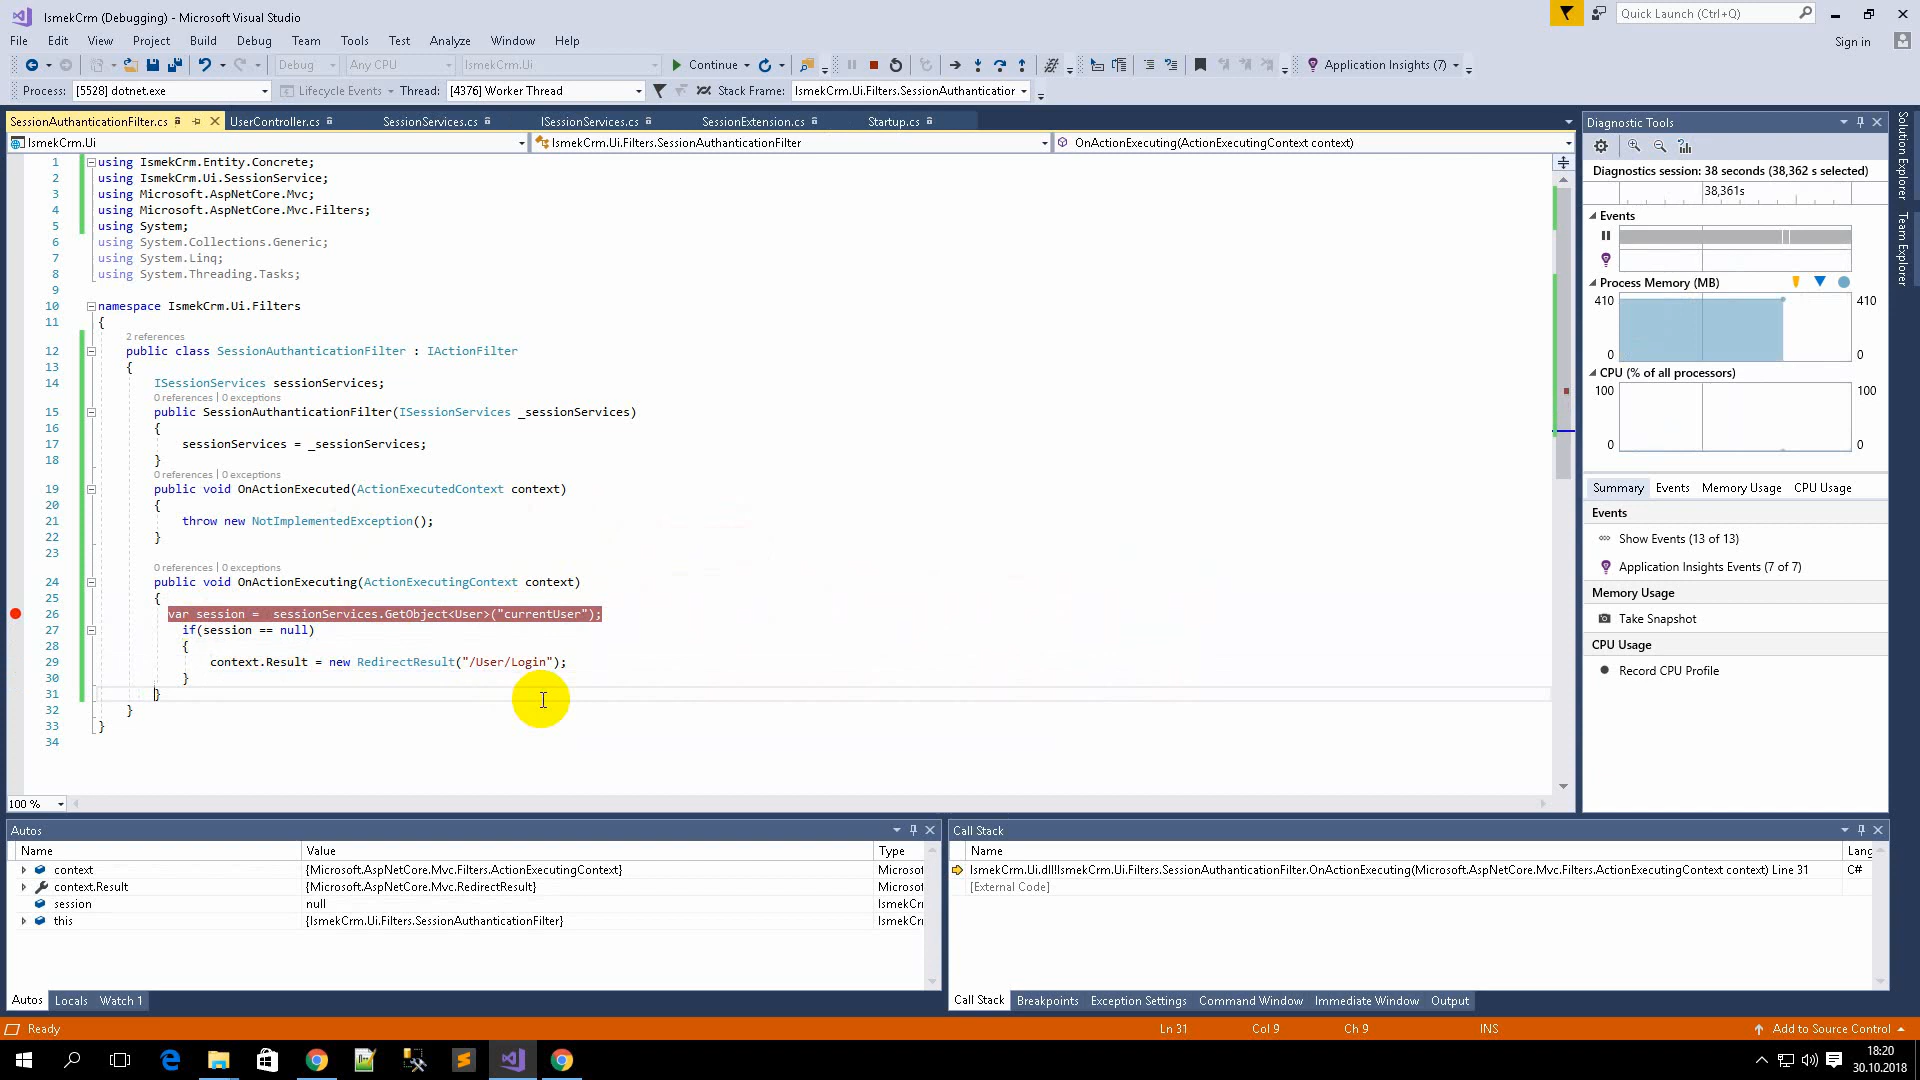 IsmekCrm (Debugging) - Microsoft Visual Studio
Quick Launch (Ctrl+Q)
File Edit View Project Build Debug Team Tools Test Analyze Window Help
Sign in
Debug Any CPU IsmekCrm.Ui Continue Application Insights (7)
Process: [5528] dotnet.exe Lifecycle Events Thread: [4376] Worker Thread Stack Frame: IsmekCrm.Ui.Filters.SessionAuthentication
SessionAuthanticationFilter.cs UserController.cs SessionServices.cs ISessionServices.cs SessionExtension.cs Startup.cs
IsmekCrm.Ui IsmekCrm.Ui.Filters.SessionAuthanticationFilter OnActionExecuting(ActionExecutingContext context)
1 using IsmekCrm.Entity.Concrete;
2 using IsmekCrm.Ui.SessionService;
3 using Microsoft.AspNetCore.Mvc;
4 using Microsoft.AspNetCore.Mvc.Filters;
5 using System;
6 using System.Collections.Generic;
7 using System.Linq;
8 using System.Threading.Tasks;
9
10 namespace IsmekCrm.Ui.Filters
11 {
2 references
12 public class SessionAuthanticationFilter : IActionFilter
13 {
14 ISessionServices sessionServices;
0 references | 0 exceptions
15 public SessionAuthanticationFilter(ISessionServices _sessionServices)
16 {
17 sessionServices = _sessionServices;
18 }
0 references | 0 exceptions
19 public void OnActionExecuted(ActionExecutedContext context)
20 {
21 throw new NotImplementedException();
22 }
23
0 references | 0 exceptions
24 public void OnActionExecuting(ActionExecutingContext context)
25 {
26 var session = sessionServices.GetObject<User>("currentUser");
27 if(session == null)
28 {
29 context.Result = new RedirectResult("/User/Login");
30 }
31 }
32 }
33 }
34
100 %
Diagnostic Tools
Diagnostics session: 38 seconds (38,362 s selected)
38,361s
Events
Process Memory (MB)
410 410
0 0
CPU (% of all processors)
100 100
0 0
Summary Events Memory Usage CPU Usage
Events
Show Events (13 of 13)
Application Insights Events (7 of 7)
Memory Usage
Take Snapshot
CPU Usage
Record CPU Profile
Solution Explorer
Team Explorer
Autos
Name Value Type
context {Microsoft.AspNetCore.Mvc.Filters.ActionExecutingContext} Microsof
context.Result {Microsoft.AspNetCore.Mvc.RedirectResult} Microsof
session null IsmekCr
this {IsmekCrm.Ui.Filters.SessionAuthanticationFilter} IsmekCr
Autos Locals Watch 1
Call Stack
Name Lang
IsmekCrm.Ui.dll!IsmekCrm.Ui.Filters.SessionAuthanticationFilter.OnActionExecuting(Microsoft.AspNetCore.Mvc.Filters.ActionExecutingContext context) Line 31 C#
[External Code]
Call Stack Breakpoints Exception Settings Command Window Immediate Window Output
Ready Ln 31 Col 9 Ch 9 INS Add to Source Control
18:20
30.10.2018